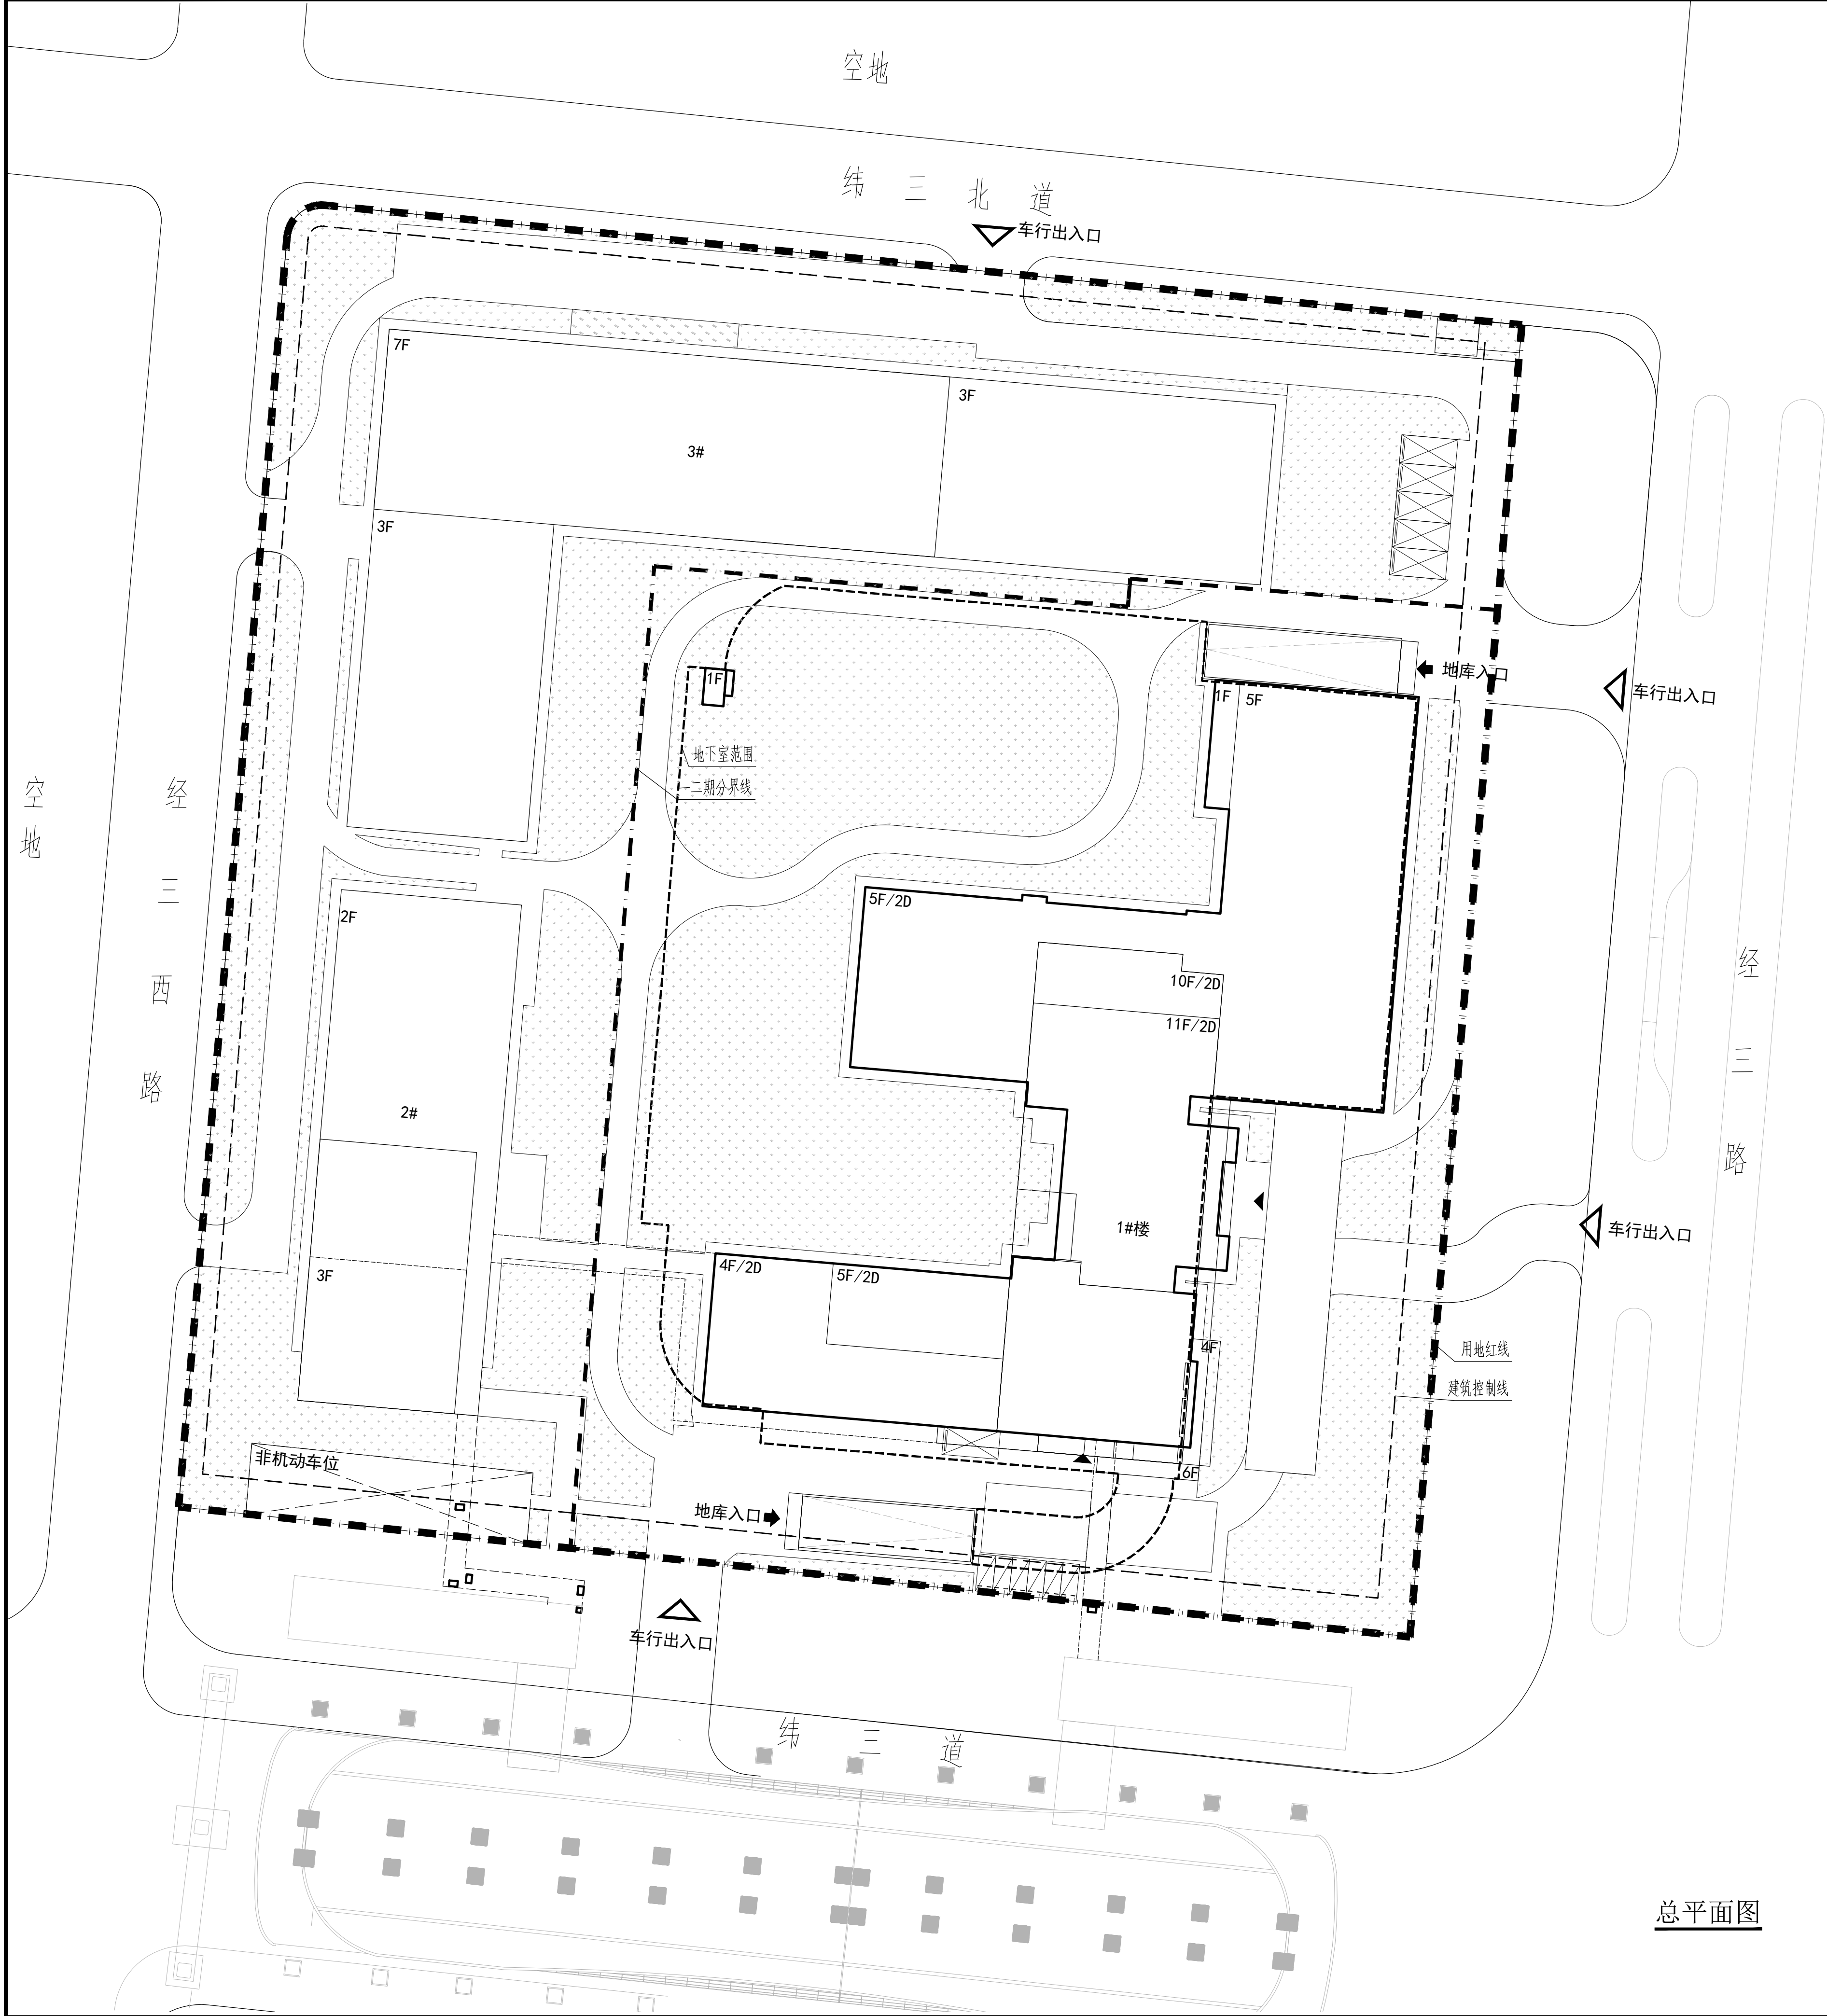 空地
纬三北道
车行出入口
7F
3F
3#
3F
1F
地库入口
1F
5F
车行出入口
地下室范围
一二期分界线
空地
经三西路
5F/2D
2F
10F/2D
11F/2D
经三路
2#
1#楼
车行出入口
3F
4F/2D
5F/2D
4F
用地红线
建筑控制线
非机动车位
6F
地库入口
车行出入口
纬三道
总平面图